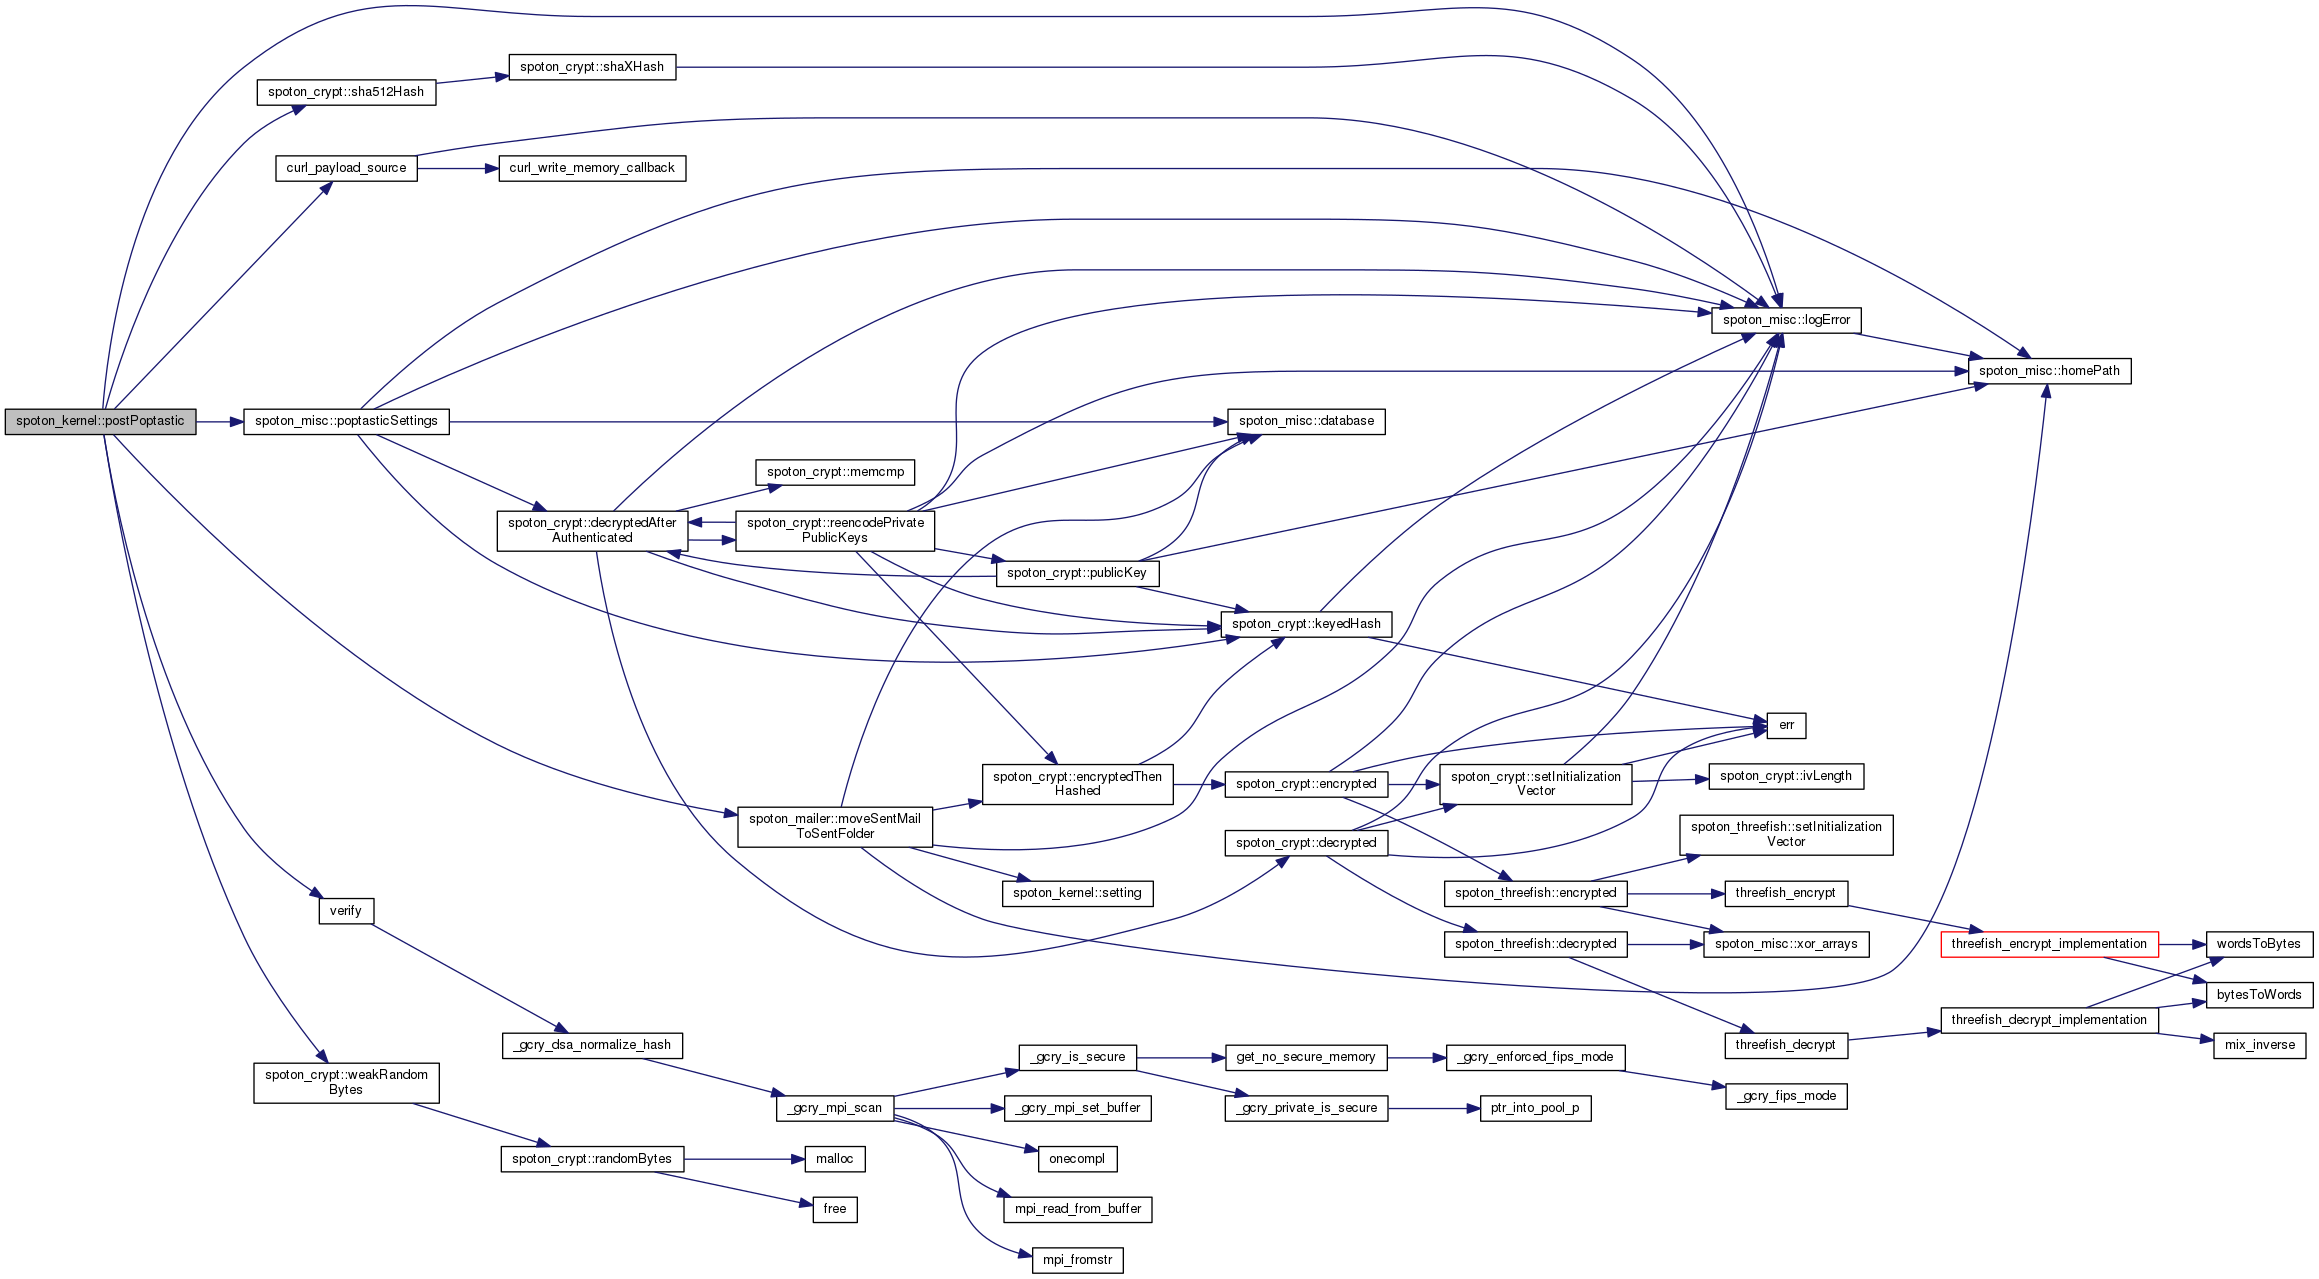 spoton_crypt::shaXHash
spoton_crypt::sha512Hash
curl_payload_source
curl_write_memory_callback
spoton_misc::logError
spoton_misc::homePath
spoton_kernel::postPoptastic
spoton_misc::poptasticSettings
spoton_misc::database
spoton_crypt::memcmp
spoton_crypt::decryptedAfter
Authenticated
spoton_crypt::reencodePrivate
PublicKeys
spoton_crypt::publicKey
spoton_crypt::keyedHash
err
spoton_crypt::encryptedThen
Hashed
spoton_crypt::encrypted
spoton_crypt::setInitialization
Vector
spoton_crypt::ivLength
spoton_mailer::moveSentMail
ToSentFolder
spoton_crypt::decrypted
spoton_threefish::setInitialization
Vector
spoton_kernel::setting
spoton_threefish::encrypted
threefish_encrypt
verify
spoton_threefish::decrypted
spoton_misc::xor_arrays
threefish_encrypt_implementation
wordsToBytes
bytesToWords
threefish_decrypt_implementation
_gcry_dsa_normalize_hash
threefish_decrypt
mix_inverse
_gcry_is_secure
get_no_secure_memory
_gcry_enforced_fips_mode
spoton_crypt::weakRandom
Bytes
_gcry_fips_mode
_gcry_mpi_scan
_gcry_mpi_set_buffer
_gcry_private_is_secure
ptr_into_pool_p
spoton_crypt::randomBytes
malloc
onecompl
free
mpi_read_from_buffer
mpi_fromstr